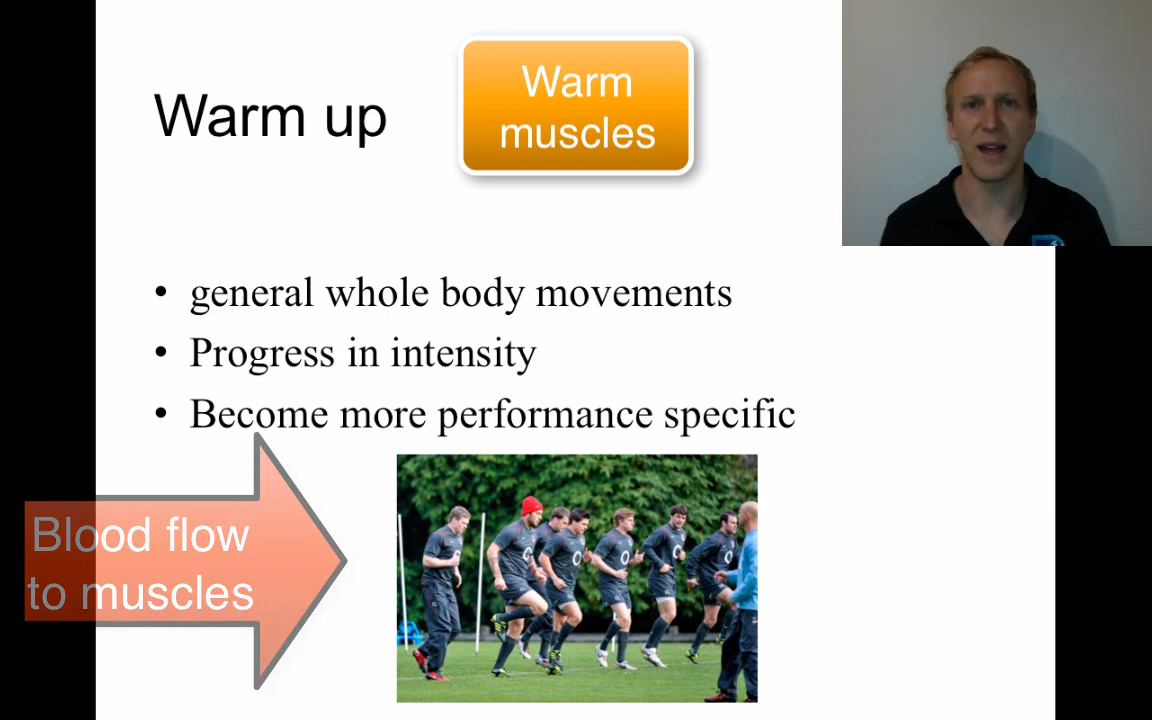 Warm up
Warm
muscles
• general whole body movements
• Progress in intensity
• Become more performance specific
Blood flow
to muscles